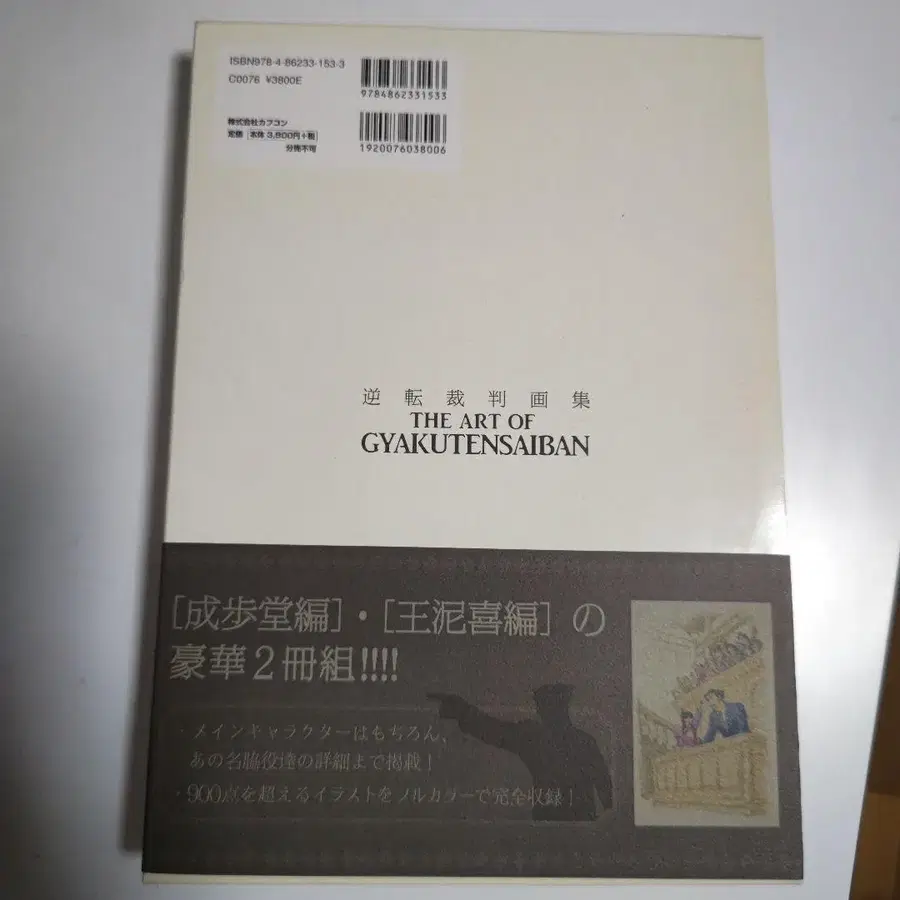 ISBN978-4-86233-153-3
C0076 ¥3800E
9784862331533
株式会社カプコン
定価 本体3,800円+税
分売不可
1920076038006
逆転裁判画集
THE ART OF
GYAKUTENSAIBAN
[成歩堂編]・[王泥喜編]の
豪華2冊組!!!!
・メインキャラクターはもちろん、
あの名脇役達の詳細まで掲載!
・900点を超えるイラストをフルカラーで完全収録!